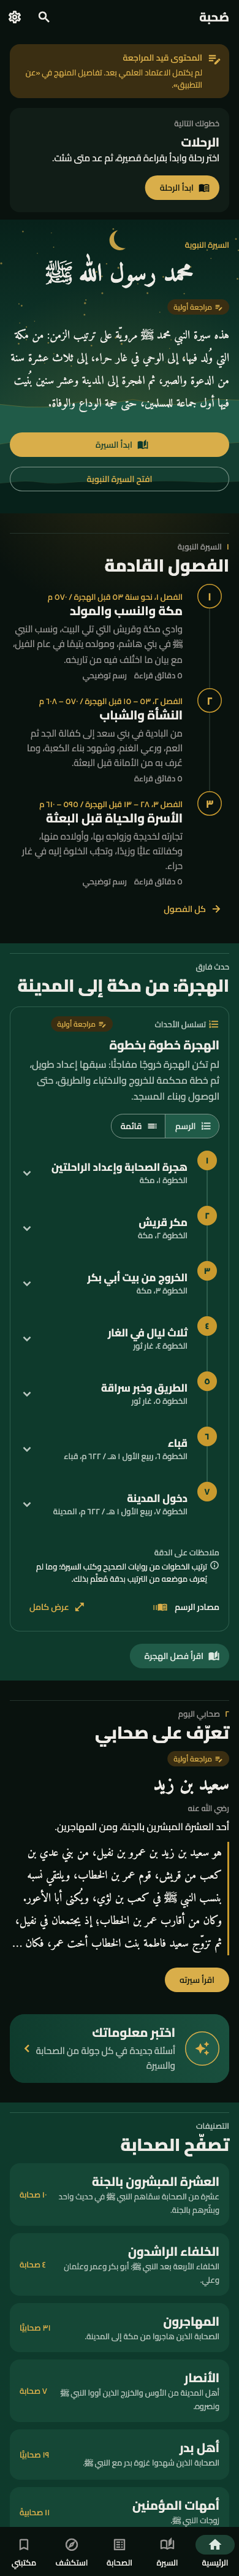 صُحبة
المحتوى قيد المراجعة
لم يكتمل الاعتماد العلمي بعد. تفاصيل المنهج في «عن
التطبيق».
خطوتك التالية
الرحلات
اختر رحلة وابدأ بقراءة قصيرة، ثم عد متى شئت.
ابدأ الرحلة
السيرة النبوية
محمد رسول الله ﷺ
مراجعة أولية
هذه سيرة النبي محمد ﷺ مرويةً على ترتيب الزمن: من مكة
التي وُلد فيها، إلى الوحي في غار حراء، إلى ثلاث عشرة سنة
من الدعوة والصبر، ثم الهجرة إلى المدينة وعشر سنين بُنيت
فيها أول جماعة للمسلمين، حتى حجة الوداع والوفاة.
ابدأ السيرة
افتح السيرة النبوية
١ السيرة النبوية
الفصول القادمة
١
الفصل ١، نحو سنة ٥٣ قبل الهجرة / ٥٧٠ م
مكة والنسب والمولد
وادي مكة وقريش التي تلي البيت، ونسب النبي
ﷺ في بني هاشم، ومولده يتيمًا في عام الفيل،
مع بيان ما اختُلف فيه من تاريخه.
٥ دقائق قراءة رسم توضيحي
٢
الفصل ٢، ٥٣ – ١٥ قبل الهجرة / ٥٧٠ – ٦٠٨ م
النشأة والشباب
من البادية في بني سعد إلى كفالة الجد ثم
العم، ورعي الغنم، وشهود بناء الكعبة، وما
عُرف به من الأمانة قبل البعثة.
٥ دقائق قراءة
٣
الفصل ٣، ٢٨ – ١٣ قبل الهجرة / ٥٩٥ – ٦١٠ م
الأسرة والحياة قبل البعثة
تجارته لخديجة وزواجه بها، وأولاده منها،
وكفالته عليًّا وزيدًا، وتحبّب الخلوة إليه في غار
حراء.
٥ دقائق قراءة رسم توضيحي
كل الفصول
حدث فارق
الهجرة: من مكة إلى المدينة
تسلسل الأحداث
مراجعة أولية
الهجرة خطوة بخطوة
لم تكن الهجرة خروجًا مفاجئًا: سبقها إعداد طويل،
ثم خطة محكمة للخروج والاختباء والطريق، حتى
الوصول وبناء المسجد.
الرسم
قائمة
١
هجرة الصحابة وإعداد الراحلتين
الخطوة ١، مكة
٢
مكر قريش
الخطوة ٢، مكة
٣
الخروج من بيت أبي بكر
الخطوة ٣، مكة
٤
ثلاث ليال في الغار
الخطوة ٤، غار ثور
٥
الطريق وخبر سراقة
الخطوة ٥، غار ثور
٦
قباء
الخطوة ٦، ربيع الأول ١ هـ / ٦٢٢ م، قباء
٧
دخول المدينة
الخطوة ٧، ربيع الأول ١ هـ / ٦٢٢ م، المدينة
ملاحظات على الدقة
ترتيب الخطوات من روايات الصحيح وكتب السيرة؛ وما لم
يُعرف موضعه من الترتيب بدقة مُعلَّم بذلك.
مصادر الرسم
١١
عرض كامل
اقرأ فصل الهجرة
٢ صحابي اليوم
تعرّف على صحابي
مراجعة أولية
سعيد بن زيد
رضي الله عنه
أحد العشرة المبشرين بالجنة، ومن المهاجرين.
هو سعيد بن زيد بن عمرو بن نفيل، من بني عدي بن
كعب من قريش، قوم عمر بن الخطاب، ويلتقي نسبه
بنسب النبي ﷺ في كعب بن لؤي، ويُكنى أبا الأعور.
وكان من أقارب عمر بن الخطاب، إذ يجتمعان في نفيل،
ثم تزوّج سعيد فاطمة بنت الخطاب أخت عمر، فكان ...
اقرأ سيرته
اختبر معلوماتك
أسئلة جديدة في كل جولة من الصحابة
والسيرة
التصنيفات
تصفّح الصحابة
العشرة المبشرون بالجنة
عشرة من الصحابة سمّاهم النبي ﷺ في حديث واحد
وبشّرهم بالجنة.
١٠ صحابة
الخلفاء الراشدون
الخلفاء الأربعة بعد النبي ﷺ: أبو بكر وعمر وعثمان
وعلي.
٤ صحابة
المهاجرون
الصحابة الذين هاجروا من مكة إلى المدينة.
٣١ صحابيًا
الأنصار
أهل المدينة من الأوس والخزرج الذين آووا النبي ﷺ
ونصروه.
٧ صحابة
أهل بدر
الصحابة الذين شهدوا غزوة بدر مع النبي ﷺ.
١٩ صحابيًا
أمهات المؤمنين
زوجات النبي ﷺ.
١١ صحابية
الرئيسية
السيرة
الصحابة
استكشف
مكتبتي